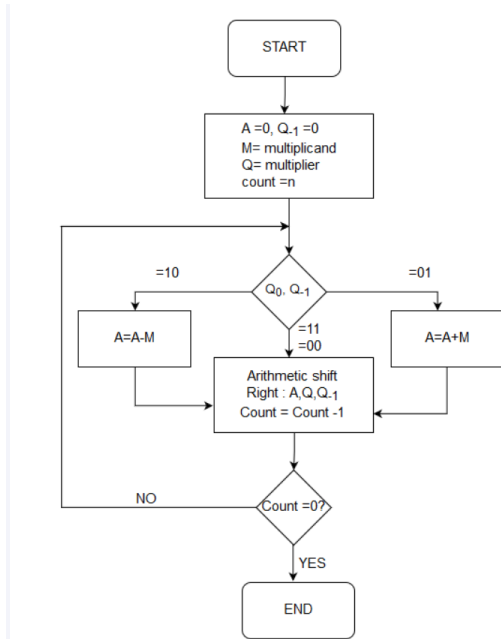 START
A =0, Q-1 =0
M= multiplicand
Q= multiplier
count =n
=10
=01
Q0, Q-1
=11
=00
A=A-M
A=A+M
Arithmetic shift
Right : A,Q,Q-1
Count = Count -1
NO
Count =0?
YES
END